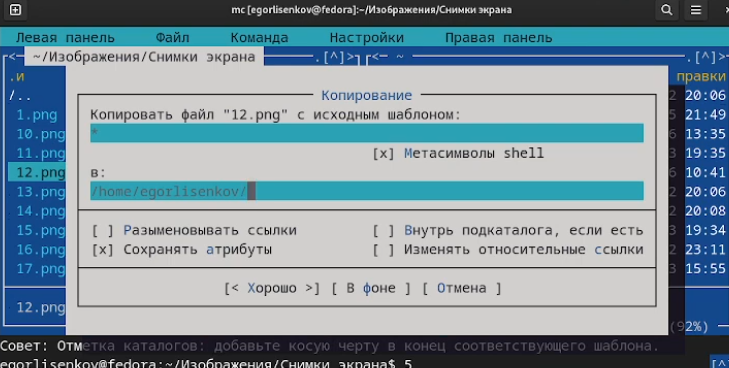 mc [egorlisenkov@fedora]:~/Изображения/Снимки экрана
Левая панель Файл Команда Настройки Правая панель
<— ~/Изображения/Снимки экрана .[^]> <— ~ .[^]>
.и правки
/..
Копирование
2 20:06
1.png Копировать файл "12.png" с исходным шаблоном: 5 21:49
10.png * 6 13:35
11.png [x] Метасимволы shell 3 19:35
12.png в: 6 10:41
13.png /home/egorlisenkov/ 2 20:06
14.png 2 20:08
15.png [ ] Разыменовывать ссылки [ ] Внутрь подкаталога, если есть 3 19:34
16.png [x] Сохранять атрибуты [ ] Изменять относительные ссылки 2 23:11
17.png 3 15:55
12.png [< Хорошо >] [ В фоне ] [ Отмена ]
(92%)
Совет: Отметка каталогов: добавьте косую черту в конец соответствующего шаблона.
egorlisenkov@fedora:~/Изображения/Снимки экрана$ 5 [^]